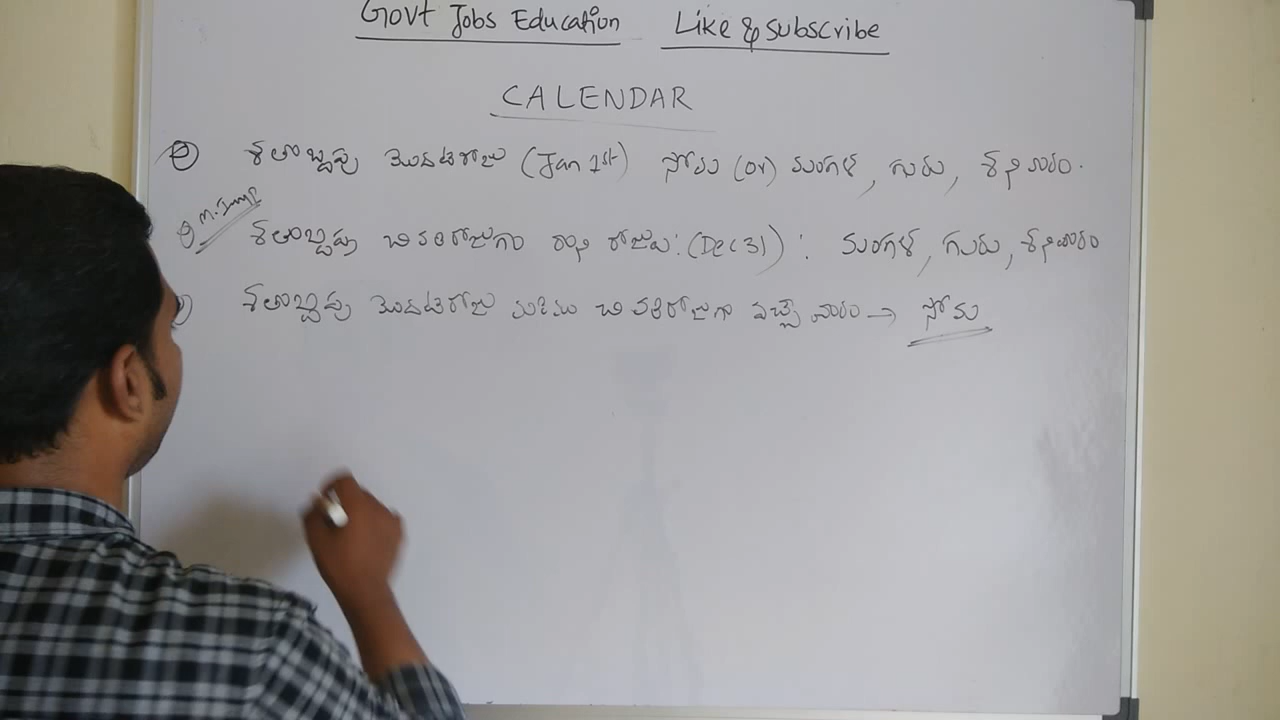 Govt Jobs Education Like & Subscribe
CALENDAR
శతాబ్దపు మొదటిరోజు (Jan 1st) సోమ (or) మంగళ, గురు, శనివారం.
M. Imp
శతాబ్దపు చివరిరోజుగా రాని రోజులు: (Dec 31) : మంగళ, గురు, శనివారం
శతాబ్దపు మొదటిరోజు మరియు చివరిరోజుగా వచ్చే వారం → సోమ